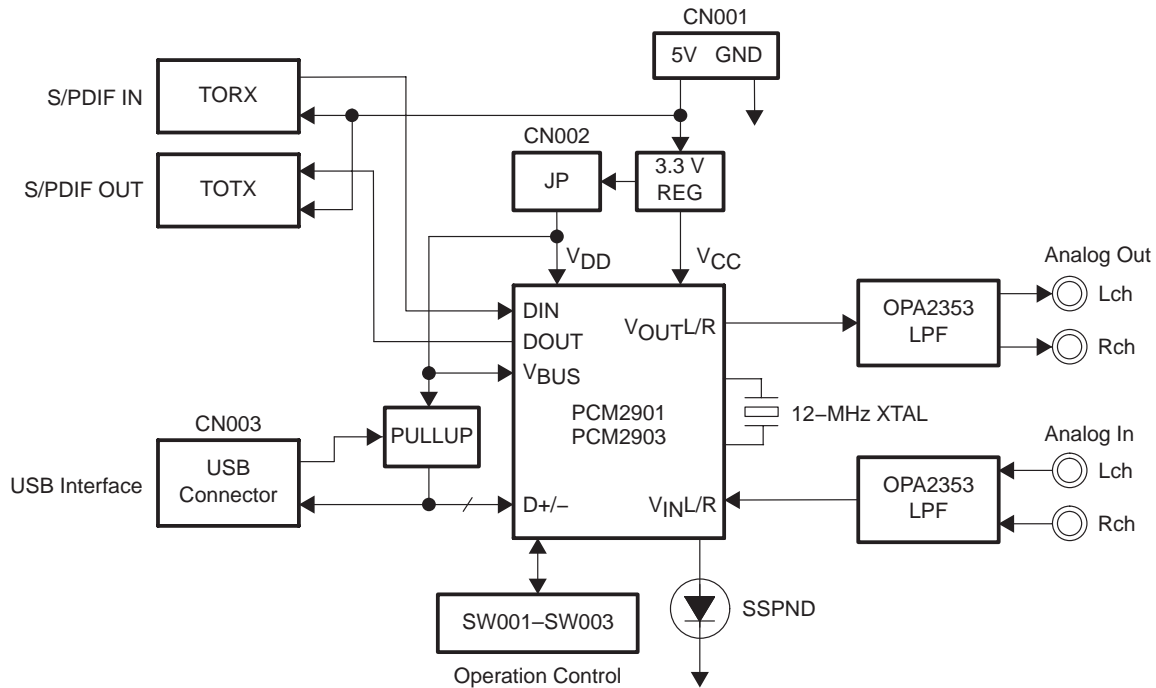 CN001
5V GND
S/PDIF IN
TORX
CN002
S/PDIF OUT
TOTX
JP
3.3 V
REG
VDD
VCC
Analog Out
DIN
VOUTL/R
OPA2353
LPF
Lch
DOUT
Rch
VBUS
PCM2901
PCM2903
12–MHz XTAL
CN003
PULLUP
Analog In
USB Interface
USB
Connector
D+/–
VINL/R
OPA2353
LPF
Lch
Rch
SW001–SW003
SSPND
Operation Control